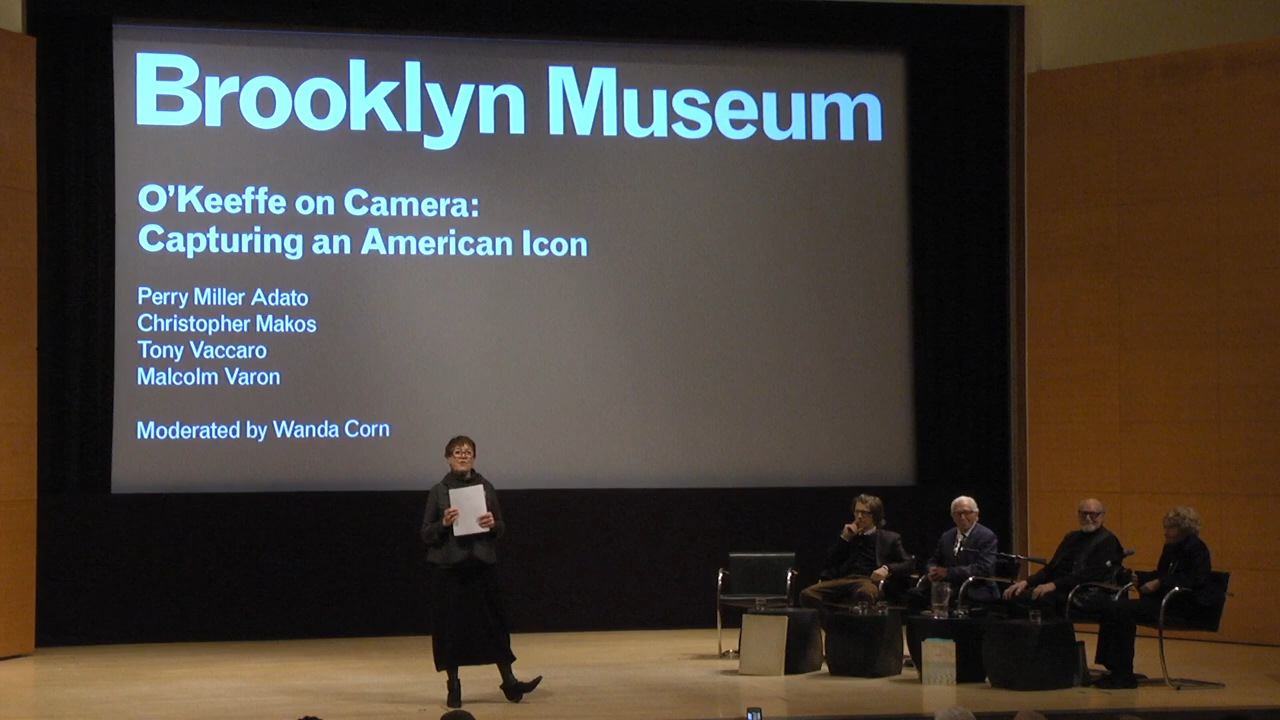 Brooklyn Museum
O’Keeffe on Camera:
Capturing an American Icon
Perry Miller Adato
Christopher Makos
Tony Vaccaro
Malcolm Varon
Moderated by Wanda Corn